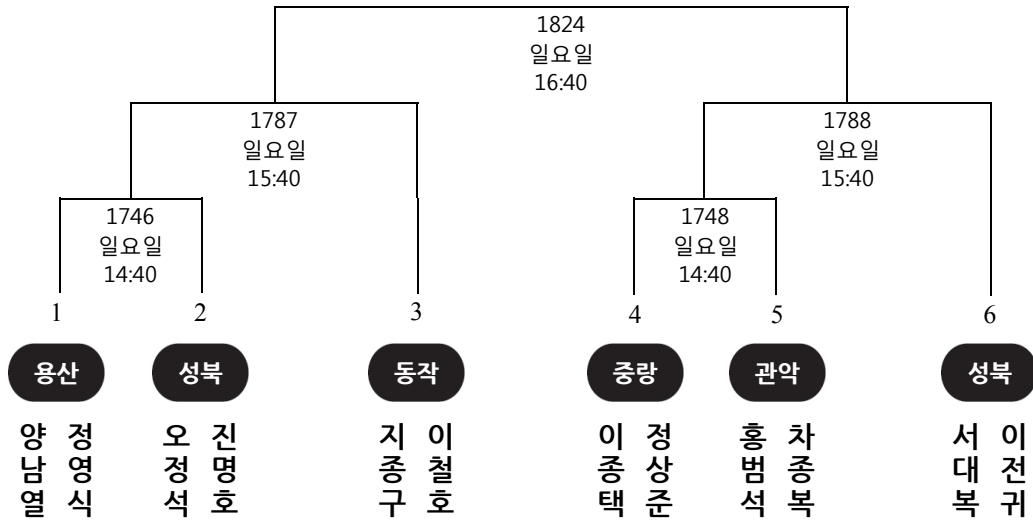 1824
일요일
16:40
1787
일요일
15:40
1788
일요일
15:40
1746
일요일
14:40
1748
일요일
14:40
1 2 3 4 5 6
용산 성북 동작 중랑 관악 성북
양남열 정영식
오정석 진명호
지종구 이철호
이종택 정상준
홍범석 차종복
서대복 이전귀